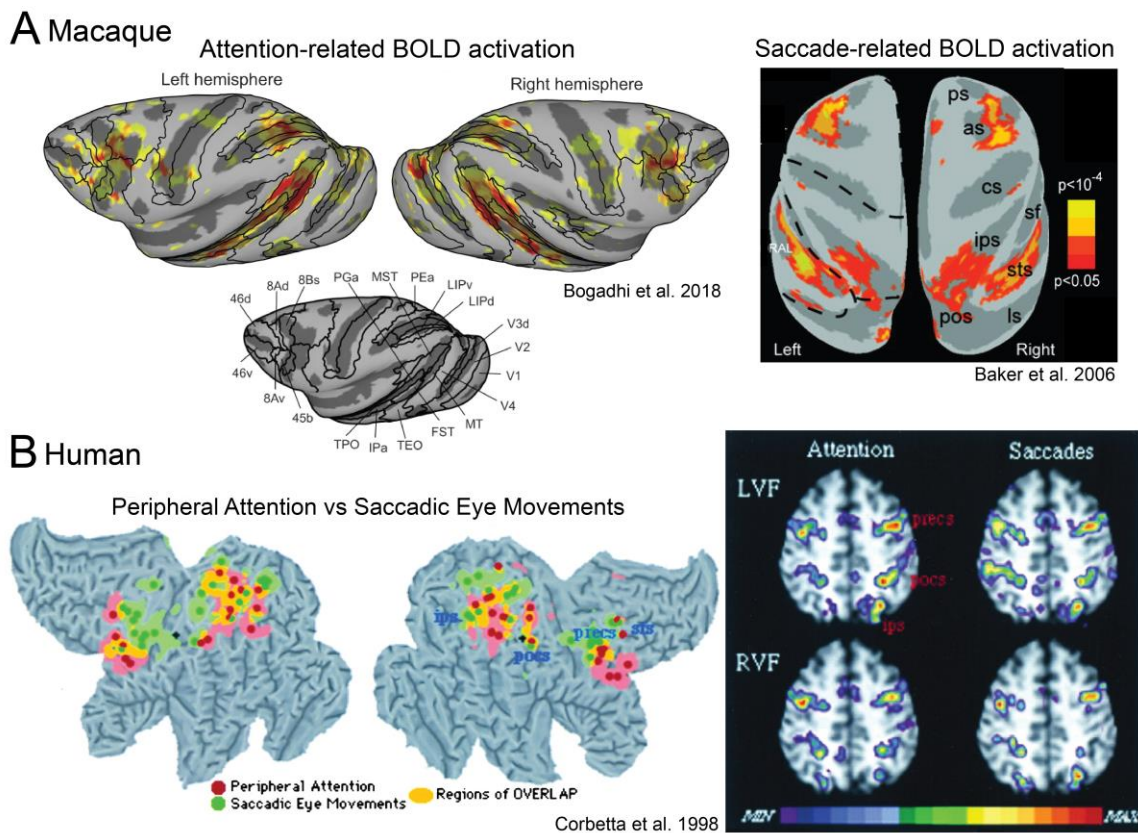 A Macaque
Attention-related BOLD activation
Left hemisphere
Right hemisphere
Bogadhi et al. 2018
46d
8Ad
8Bs
PGa
MST
PEa
LIPv
LIPd
V3d
V2
V1
V4
MT
FST
TEO
IPa
TPO
45b
8Av
46v
Saccade-related BOLD activation
ps
as
cs
sf
ips
sts
pos
ls
RAL
Left
Right
p<10⁻⁴
p<0.05
Baker et al. 2006
B Human
Peripheral Attention vs Saccadic Eye Movements
ips
pocs
precs
sts
Peripheral Attention
Saccadic Eye Movements
Regions of OVERLAP
Corbetta et al. 1998
Attention
Saccades
LVF
precs
pocs
ips
RVF
MIN
MAX